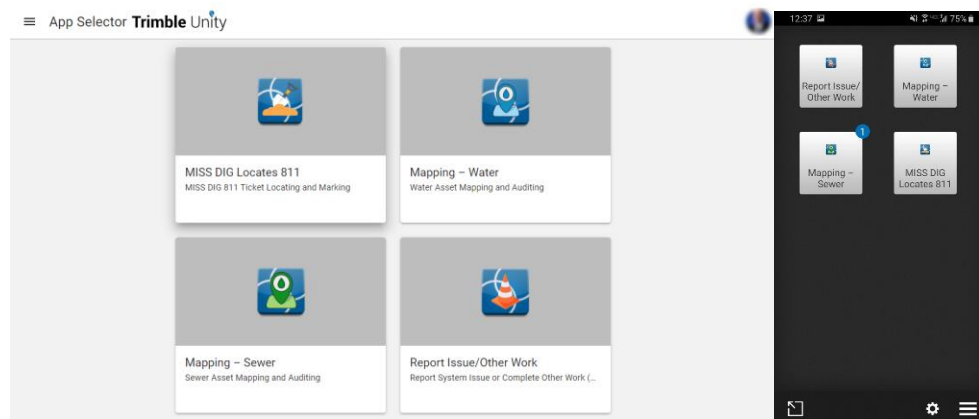 App Selector Trimble Unity
MISS DIG Locates 811
MISS DIG 811 Ticket Locating and Marking
Mapping – Water
Water Asset Mapping and Auditing
Mapping – Sewer
Sewer Asset Mapping and Auditing
Report Issue/Other Work
Report System Issue or Complete Other Work (...
12:37
75%
Report Issue/
Other Work
Mapping –
Water
1
Mapping –
Sewer
MISS DIG
Locates 811